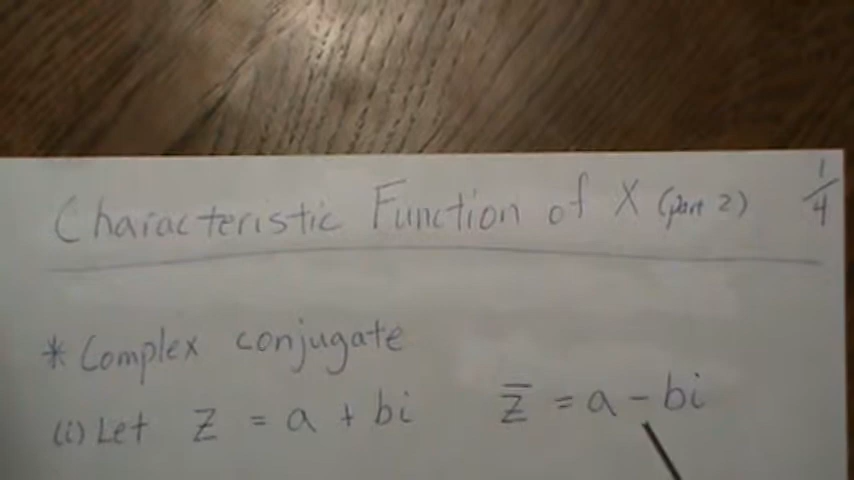 Characteristic Function of X (part 2) 1/4
* Complex conjugate
(i) Let z = a + bi z̅ = a - bi